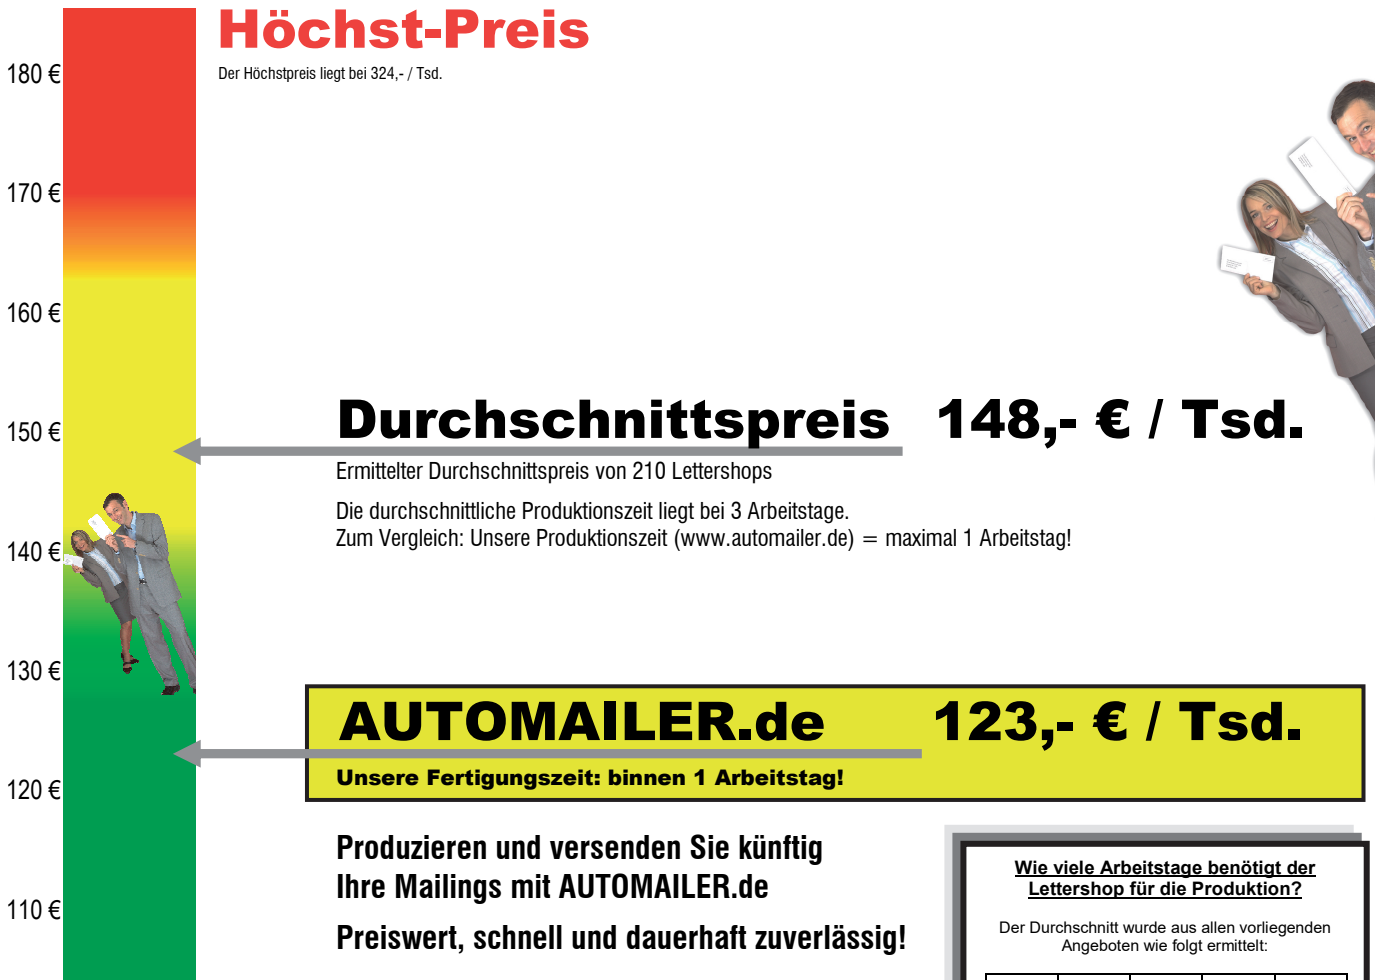 Höchst-Preis
Der Höchstpreis liegt bei 324,- / Tsd.
180 €
170 €
160 €
150 €
140 €
130 €
120 €
110 €
Durchschnittspreis 148,- € / Tsd.
Ermittelter Durchschnittspreis von 210 Lettershops
Die durchschnittliche Produktionszeit liegt bei 3 Arbeitstage.
Zum Vergleich: Unsere Produktionszeit (www.automailer.de) = maximal 1 Arbeitstag!
AUTOMAILER.de 123,- € / Tsd.
Unsere Fertigungszeit: binnen 1 Arbeitstag!
Produzieren und versenden Sie künftig
Ihre Mailings mit AUTOMAILER.de
Preiswert, schnell und dauerhaft zuverlässig!
Wie viele Arbeitstage benötigt der
Lettershop für die Produktion?
Der Durchschnitt wurde aus allen vorliegenden
Angeboten wie folgt ermittelt: